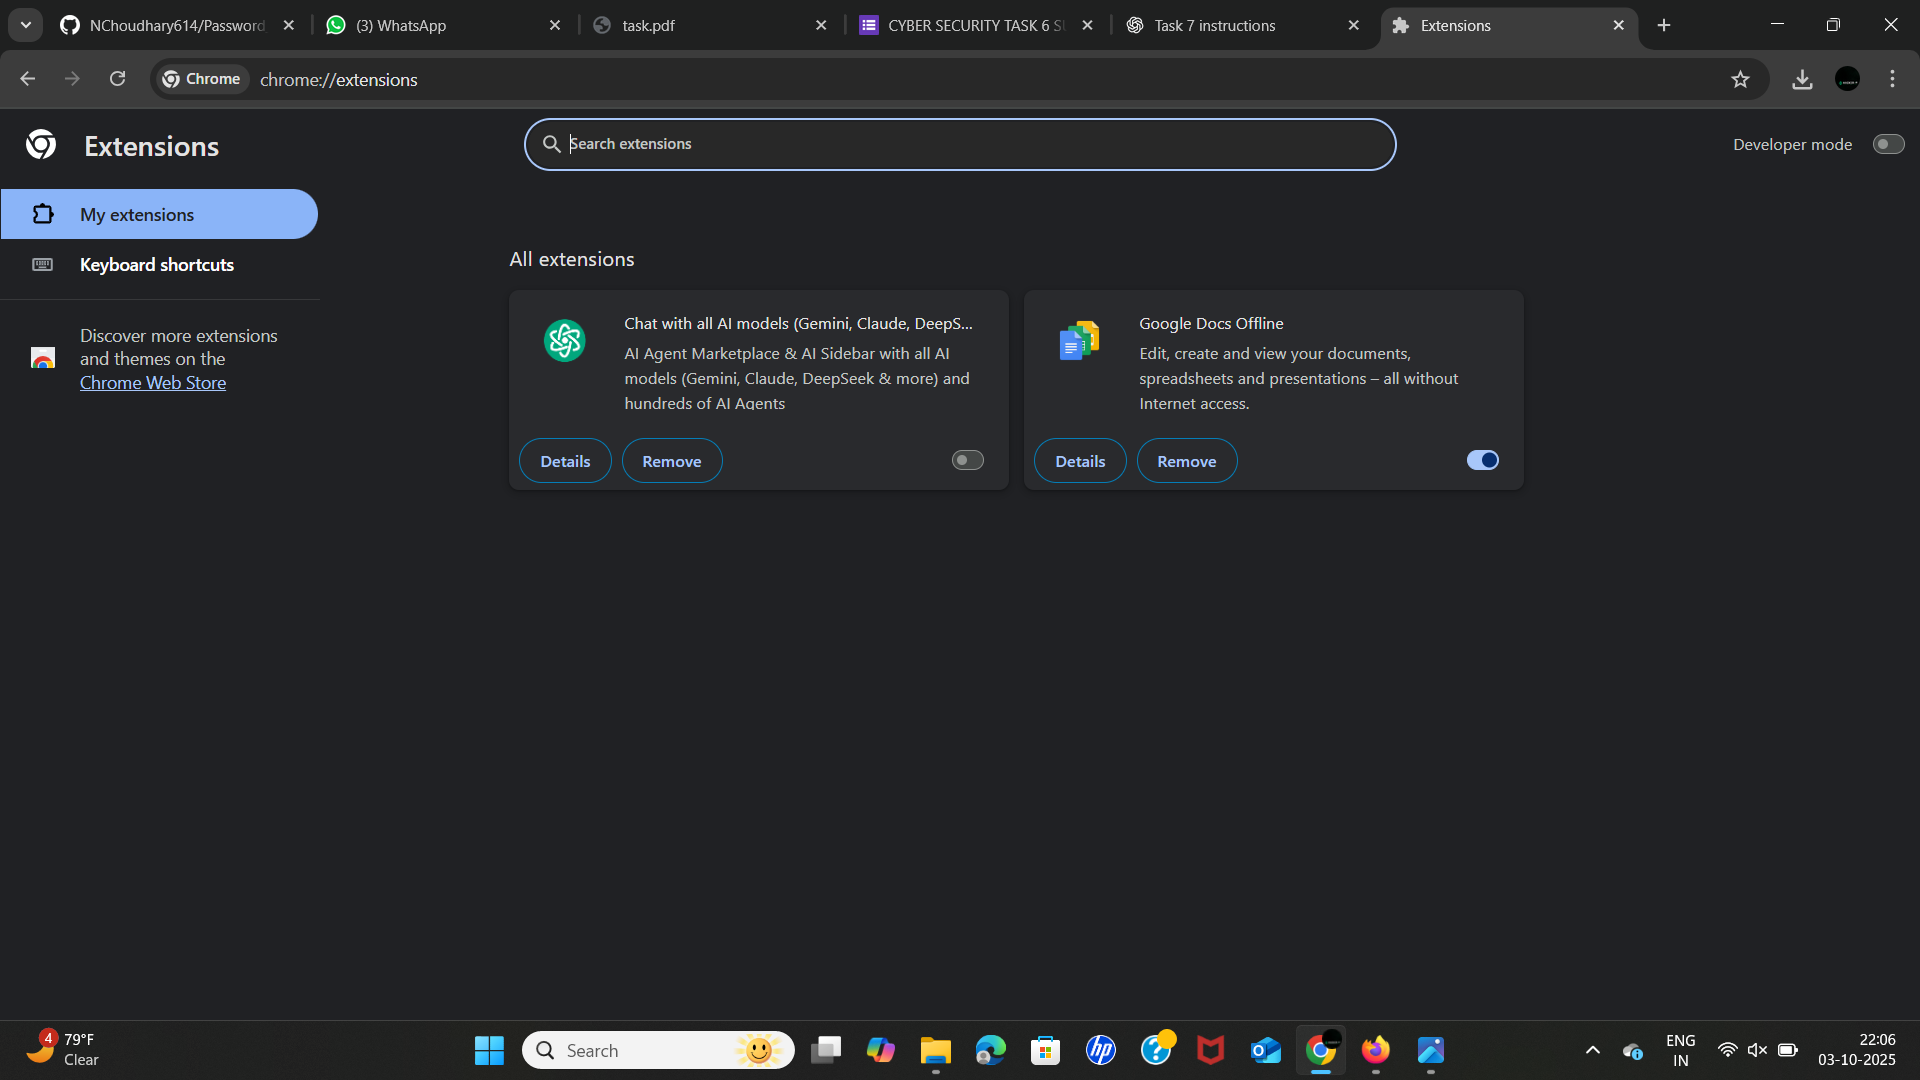 NChoudhary614/Password
(3) WhatsApp
task.pdf
CYBER SECURITY TASK 6 SU
Task 7 instructions
Extensions
Chrome
chrome://extensions
Extensions
Search extensions
Developer mode
My extensions
Keyboard shortcuts
Discover more extensions
and themes on the
Chrome Web Store
All extensions
Chat with all AI models (Gemini, Claude, DeepS...
AI Agent Marketplace & AI Sidebar with all AI
models (Gemini, Claude, DeepSeek & more) and
hundreds of AI Agents
Details
Remove
Google Docs Offline
Edit, create and view your documents,
spreadsheets and presentations – all without
Internet access.
Details
Remove
4
79°F
Clear
Search
hp
ENG
IN
22:06
03-10-2025